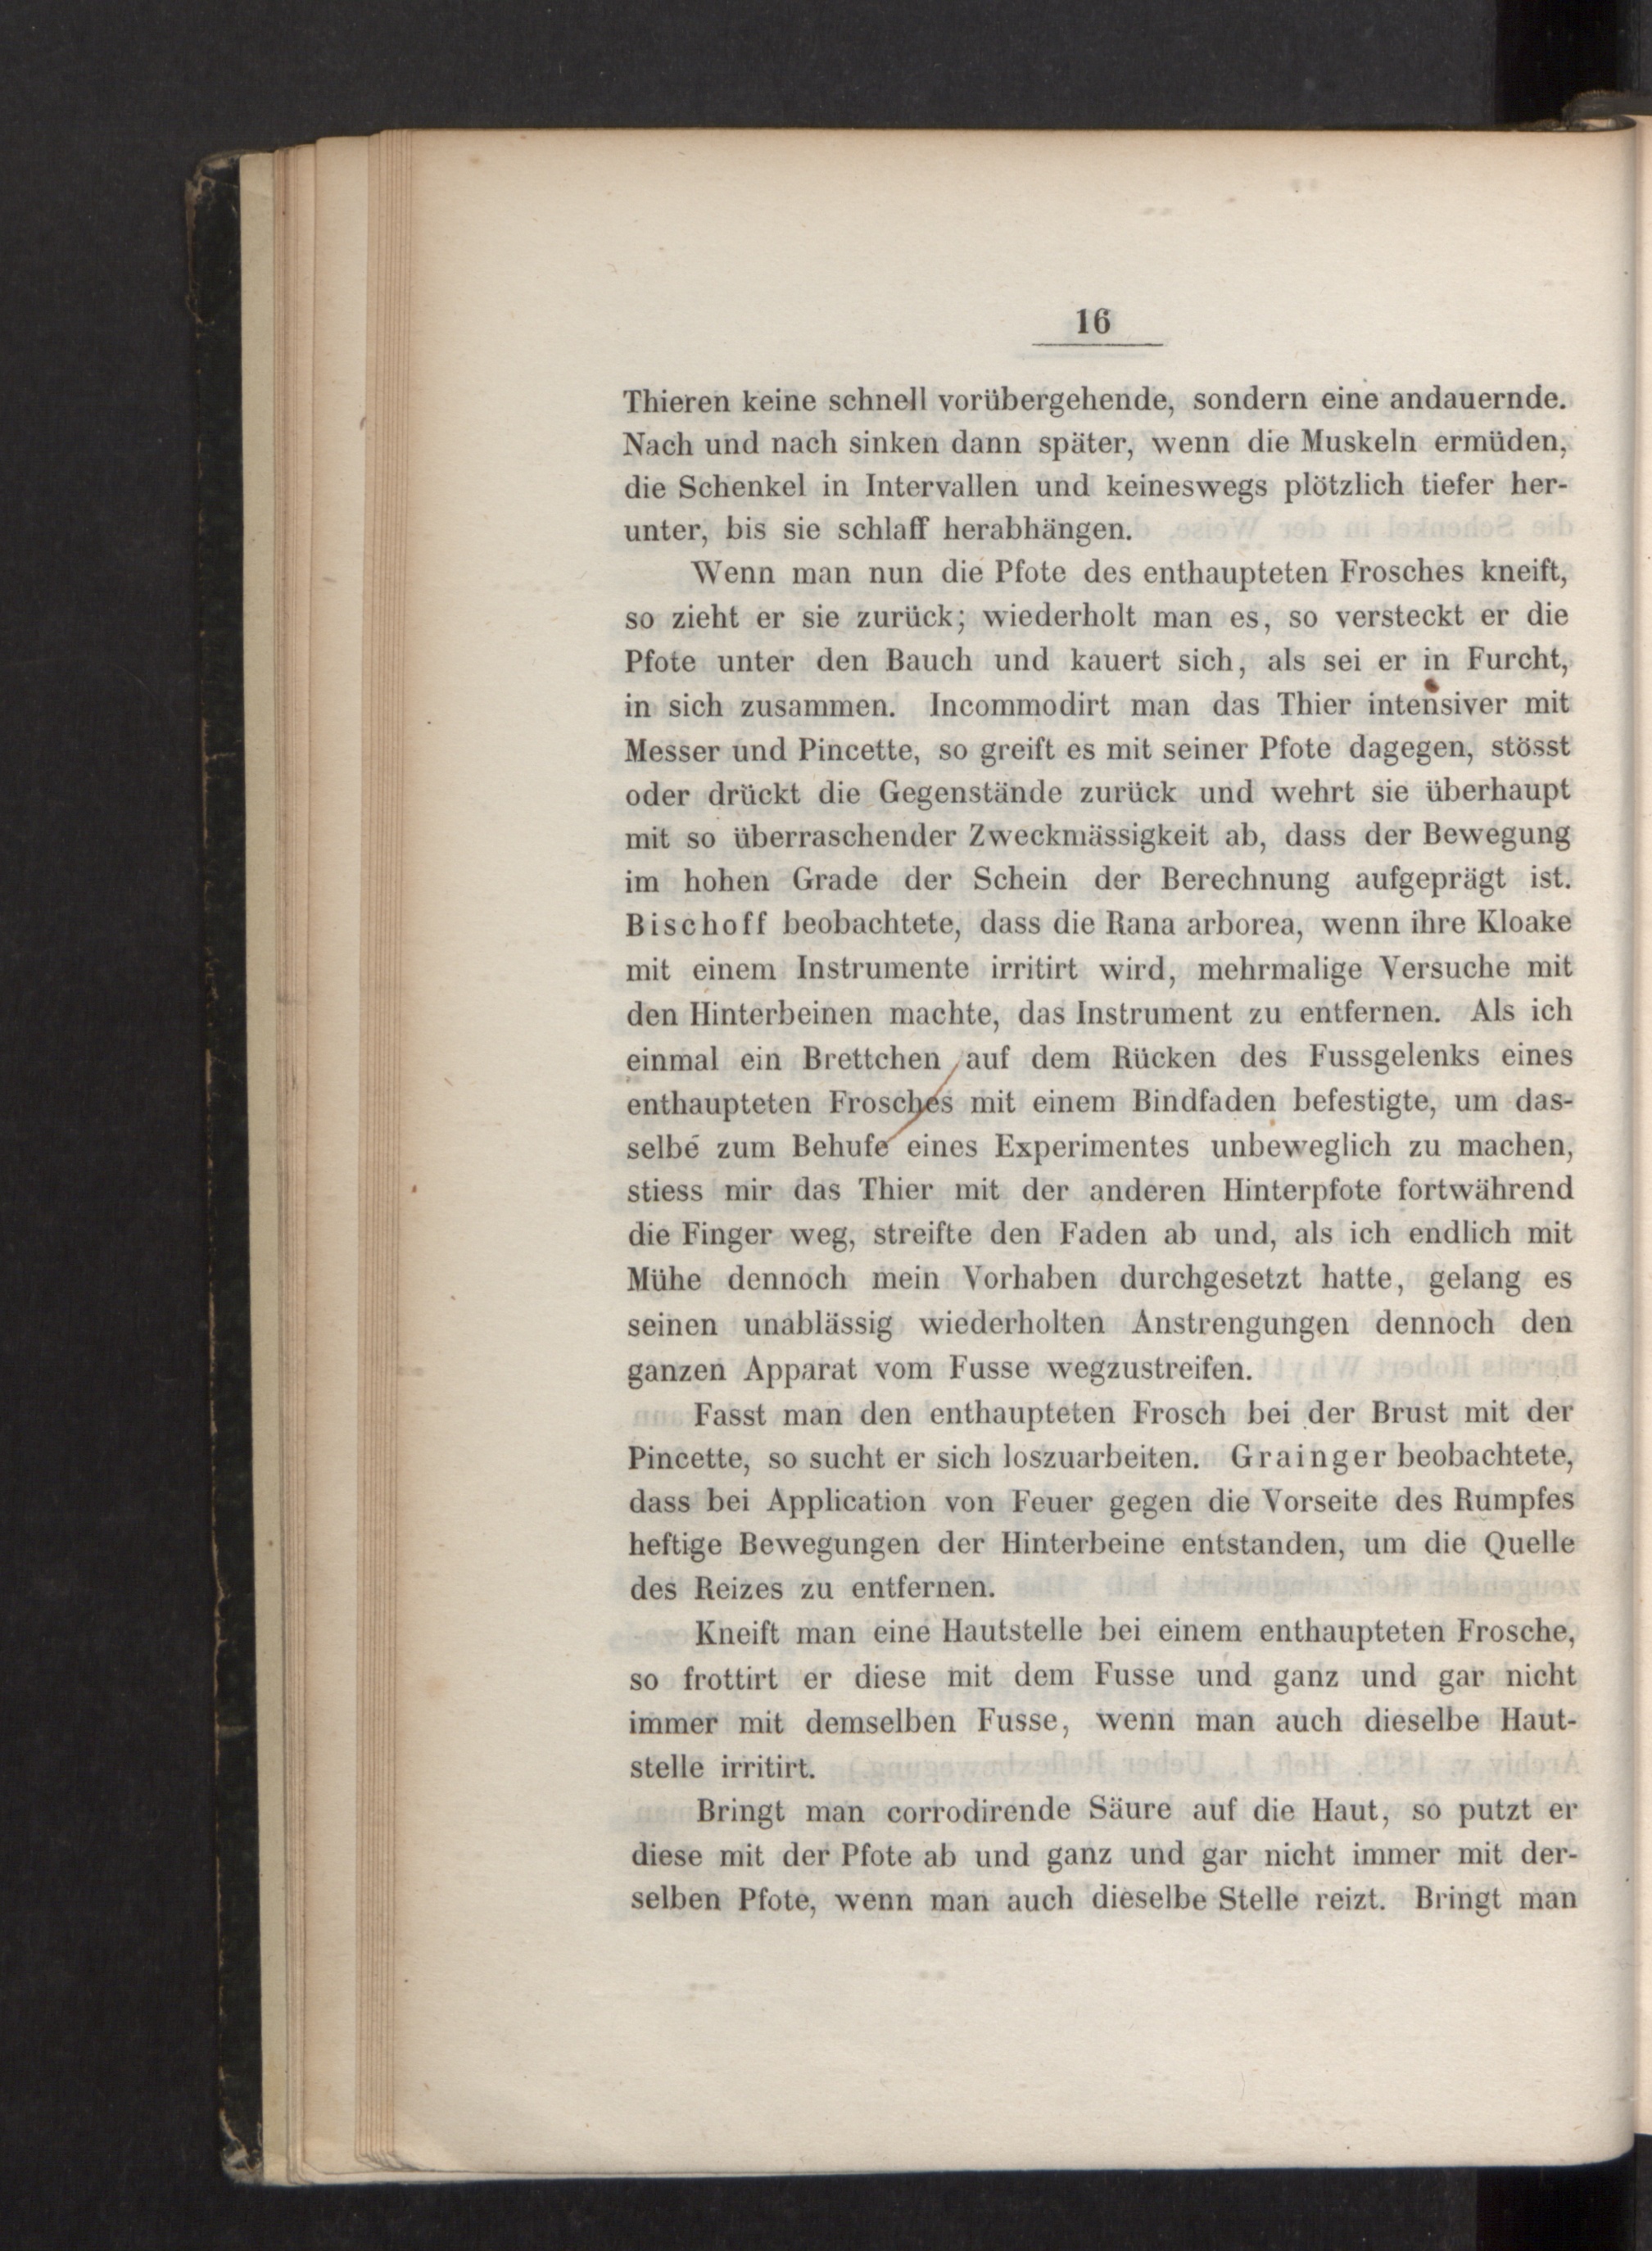 16
Thieren keine schnell vorübergehende, sondern eine andauernde.
Nach und nach sinken dann später, wenn die Muskeln ermüden,
die Schenkel in Intervallen und keineswegs plötzlich tiefer her-
unter, bis sie schlaff herabhängen.
Wenn man nun die Pfote des enthaupteten Frosches kneift,
so zieht er sie zurück; wiederholt man es, so versteckt er die
Pfote unter den Bauch und kauert sich, als sei er in Furcht,
in sich zusammen. Incommodirt man das Thier intensiver mit
Messer und Pincette, so greift es mit seiner Pfote dagegen, stösst
oder drückt die Gegenstände zurück und wehrt sie überhaupt
mit so überraschender Zweckmässigkeit ab, dass der Bewegung
im hohen Grade der Schein der Berechnung aufgeprägt ist.
Bischoff beobachtete, dass die Rana arborea, wenn ihre Kloake
mit einem Instrumente irritirt wird, mehrmalige Versuche mit
den Hinterbeinen machte, das Instrument zu entfernen. Als ich
einmal ein Brettchen auf dem Rücken des Fussgelenks eines
enthaupteten Frosches mit einem Bindfaden befestigte, um das-
selbe zum Behufe eines Experimentes unbeweglich zu machen,
stiess mir das Thier mit der anderen Hinterpfote fortwährend
die Finger weg, streifte den Faden ab und, als ich endlich mit
Mühe dennoch mein Vorhaben durchgesetzt hatte, gelang es
seinen unablässig wiederholten Anstrengungen dennoch den
ganzen Apparat vom Fusse wegzustreifen.
Fasst man den enthaupteten Frosch bei der Brust mit der
Pincette, so sucht er sich loszuarbeiten. Grainger beobachtete,
dass bei Application von Feuer gegen die Vorseite des Rumpfes
heftige Bewegungen der Hinterbeine entstanden, um die Quelle
des Reizes zu entfernen.
Kneift man eine Hautstelle bei einem enthaupteten Frosche,
so frottirt er diese mit dem Fusse und ganz und gar nicht
immer mit demselben Fusse, wenn man auch dieselbe Haut-
stelle irritirt.
Bringt man corrodirende Säure auf die Haut, so putzt er
diese mit der Pfote ab und ganz und gar nicht immer mit der-
selben Pfote, wenn man auch dieselbe Stelle reizt. Bringt man